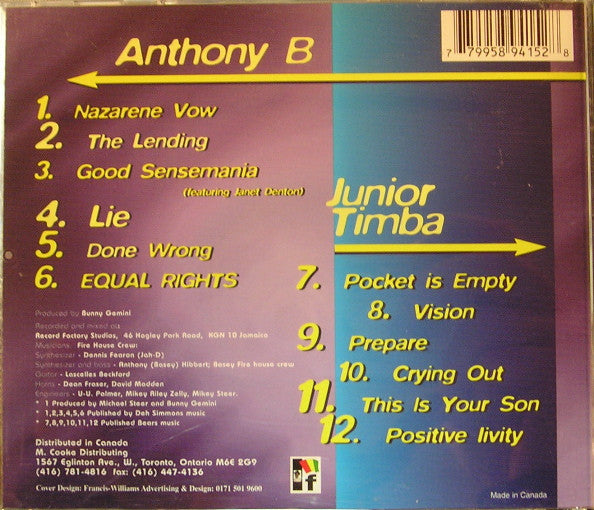 Anthony B
7 79958 94152 8
1. Nazarene Vow
2. The Lending
3. Good Sensemania
(featuring Janet Denton)
4. Lie
5. Done Wrong
6. EQUAL RIGHTS
Junior
Timba
7. Pocket is Empty
8. Vision
9. Prepare
10. Crying Out
11. This Is Your Son
12. Positive livity
Produced by Bunny Gemini
Recorded and mixed at:
Record Factory Studios, 46 Hagley Park Road, KGN 10 Jamaica
Musicians: Fire House Crew:
Synthesizer - Dennis Fearon (Jah-D)
Synthesizer and bass - Anthony (Basey) Hibbert; Basey Fire house crew
Guitar - Lascelles Beckford
Horns - Dean Fraser, David Madden
Engineers - U-U. Palmer, Mikey Riley Zelly, Mikey Steer.
* 1 Produced by Michael Steer and Bunny Gemini
* 1,2,3,4,5,6 Published by Dah Simmons music
* 7,8,9,10,11,12 Published Bears music
Distributed in Canada
M. Cooke Distributing
1567 Eglinton Ave., W., Toronto, Ontario M6E 2G9
(416) 781-4816 fax: (416) 447-4136
Cover Design: Francis-Williams Advertising & Design: 0171 501 9600
f
Made in Canada